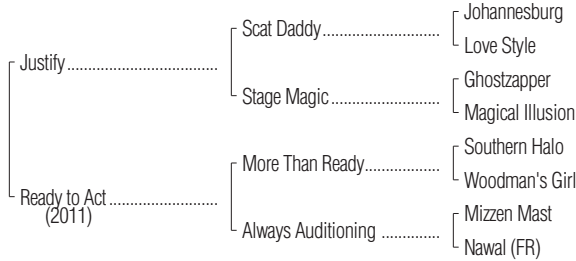 Johannesburg
Scat Daddy
Love Style
Justify
Ghostzapper
Stage Magic
Magical Illusion
Southern Halo
More Than Ready
Woodman's Girl
Ready to Act
(2011)
Mizzen Mast
Always Auditioning
Nawal (FR)